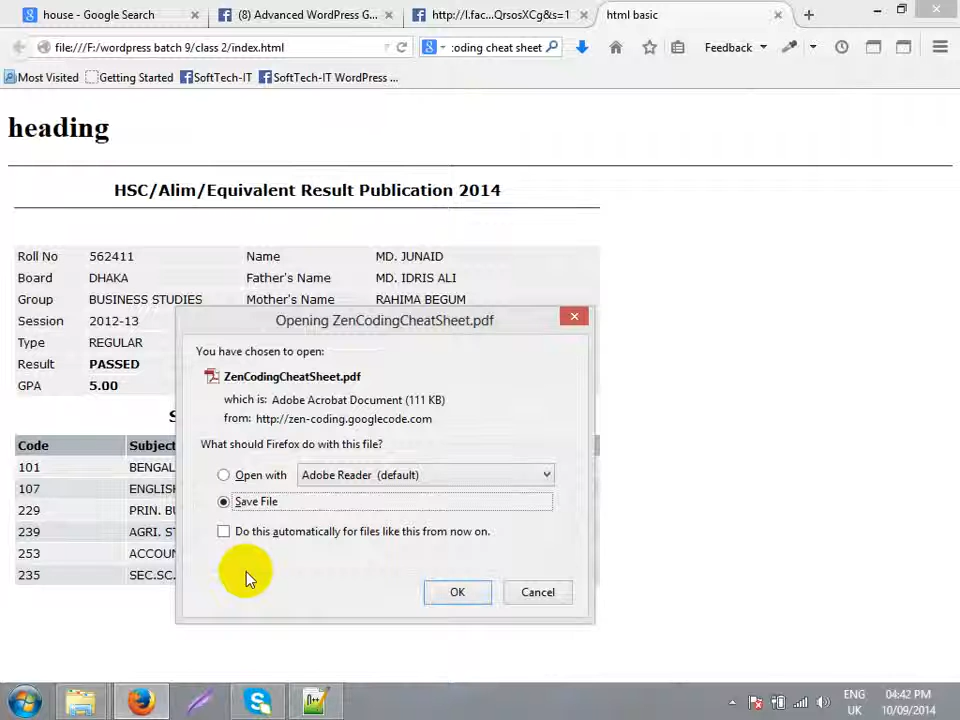 house - Google Search
(8) Advanced WordPress G...
http://l.fac...QrsosXCg&s=1
html basic
file:///F:/wordpress batch 9/class 2/index.html
:oding cheat sheet
Feedback
Most Visited
Getting Started
SoftTech-IT
SoftTech-IT WordPress ...
heading
HSC/Alim/Equivalent Result Publication 2014
Roll No 562411 Name MD. JUNAID
Board DHAKA Father's Name MD. IDRIS ALI
Group BUSINESS STUDIES Mother's Name RAHIMA BEGUM
Session 2012-13
Type REGULAR
Result PASSED
GPA 5.00
S
Code Subject
101 BENGAL
107 ENGLISH
229 PRIN. BU
239 AGRI. ST
253 ACCOUN
235 SEC.SC.
Opening ZenCodingCheatSheet.pdf
You have chosen to open:
ZenCodingCheatSheet.pdf
which is: Adobe Acrobat Document (111 KB)
from: http://zen-coding.googlecode.com
What should Firefox do with this file?
Open with Adobe Reader (default)
Save File
Do this automatically for files like this from now on.
OK Cancel
ENG 04:42 PM
UK 10/09/2014